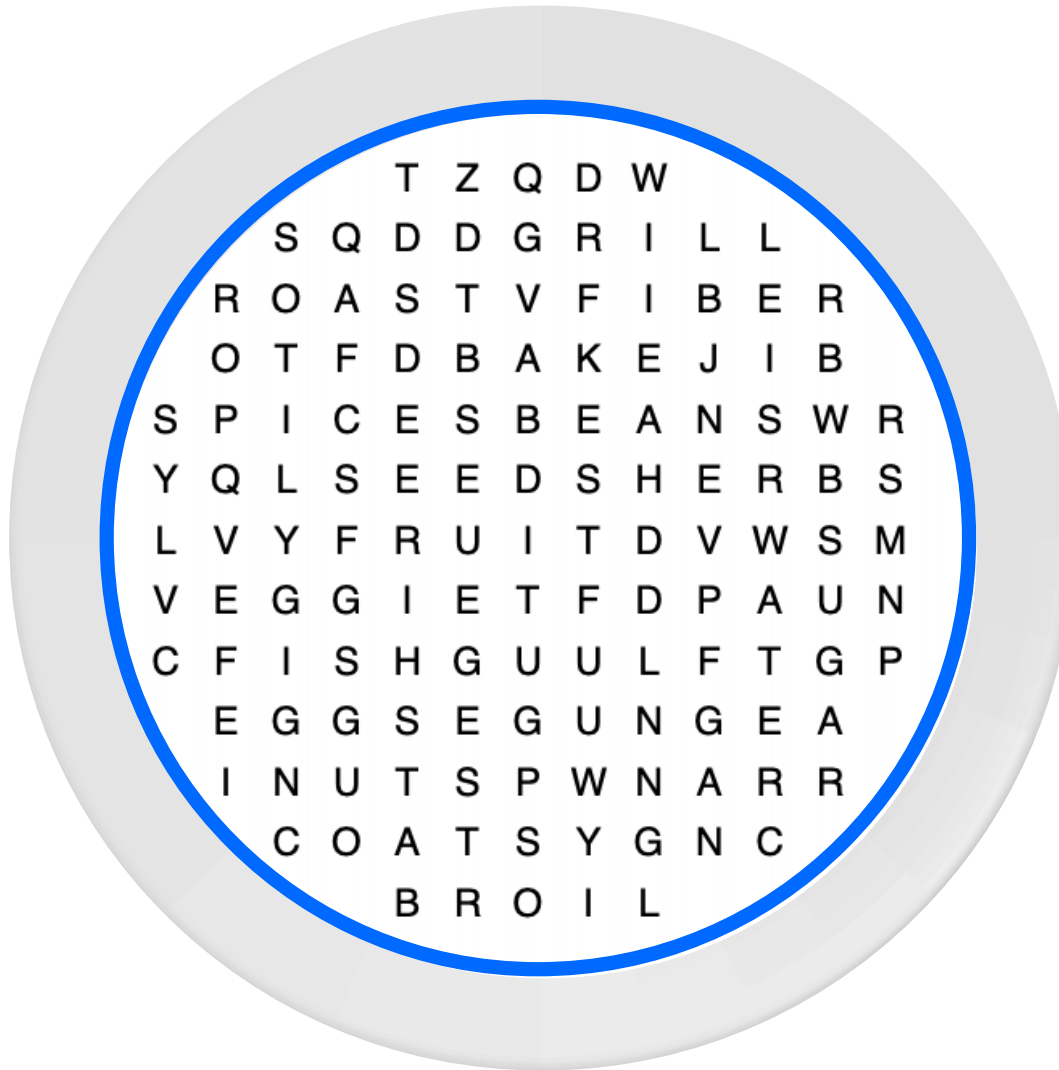 T Z Q D W
S Q D D G R I L L
R O A S T V F I B E R
O T F D B A K E J I B
S P I C E S B E A N S W R
Y Q L S E E D S H E R B S
L V Y F R U I T D V W S M
V E G G I E T F D P A U N
C F I S H G U U L F T G P
E G G S E G U N G E A
I N U T S P W N A R R
C O A T S Y G N C
B R O I L